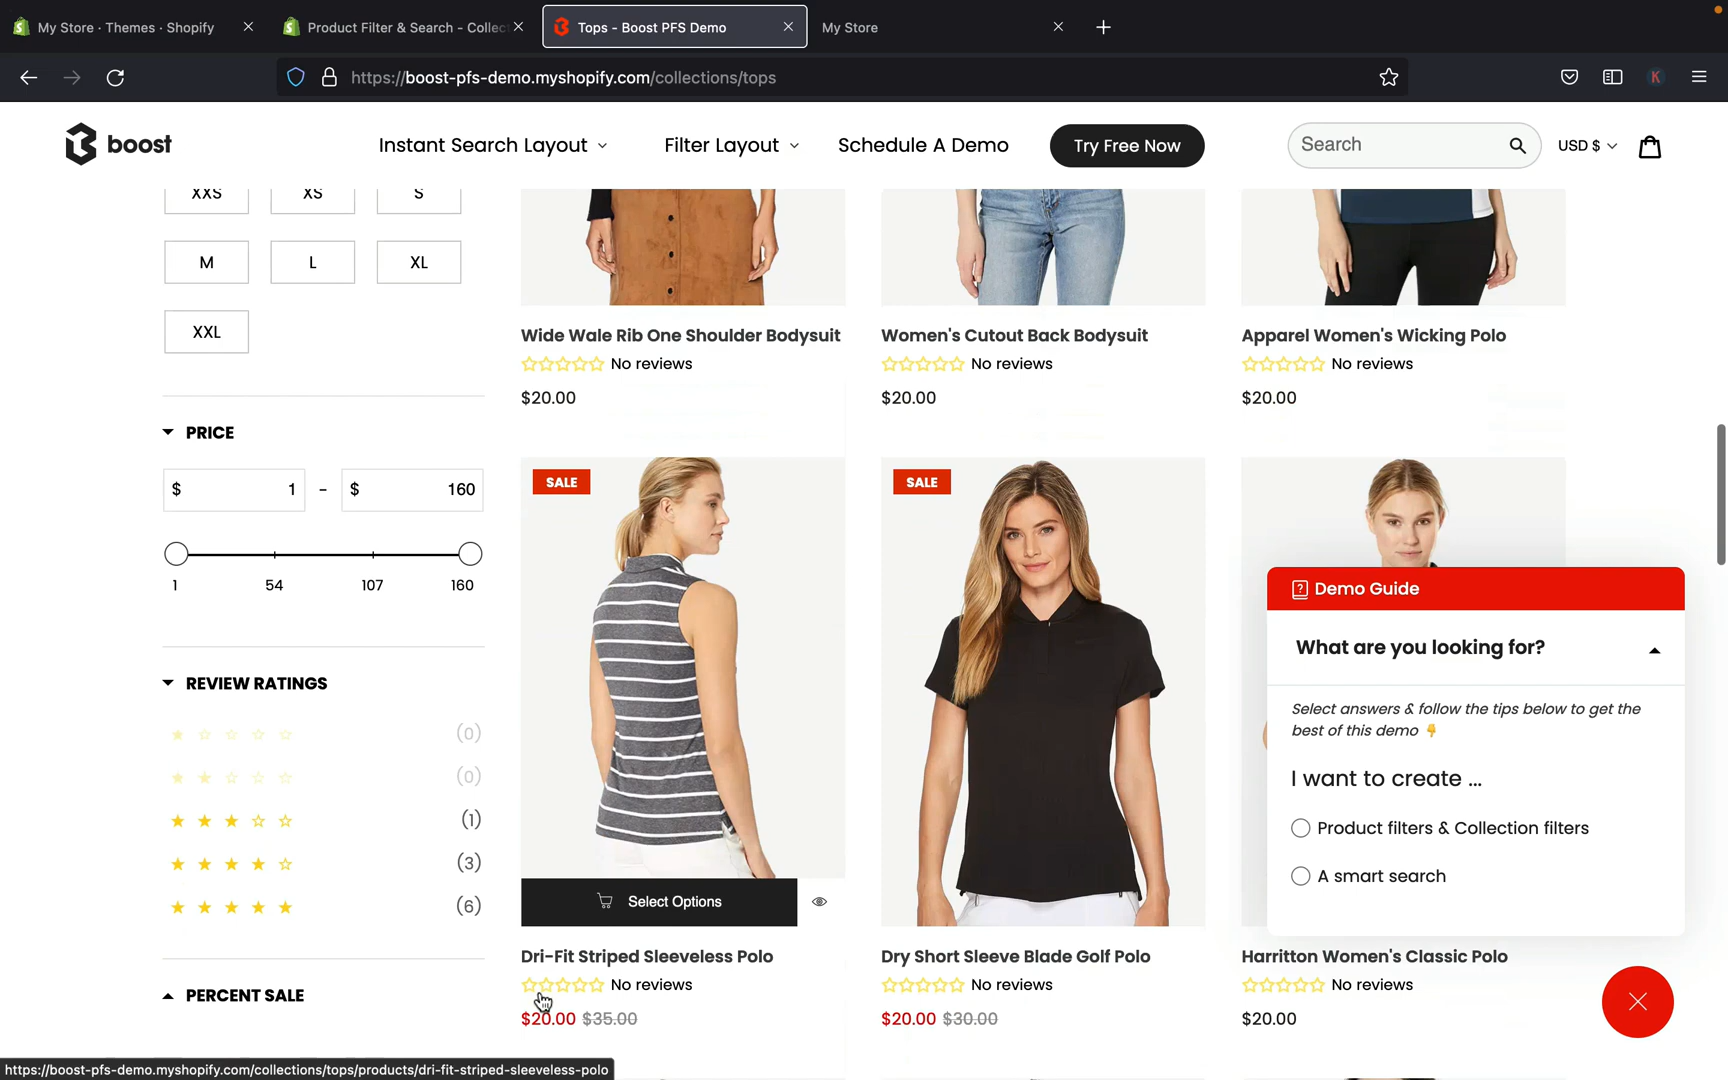 My Store · Themes · Shopify
Product Filter & Search - Collec
Tops - Boost PFS Demo
My Store
https://boost-pfs-demo.myshopify.com/collections/tops
K
boost
Instant Search Layout
Filter Layout
Schedule A Demo
Try Free Now
Search
USD $
XXS
XS
S
M
L
XL
XXL
Wide Wale Rib One Shoulder Bodysuit
No reviews
$20.00
Women's Cutout Back Bodysuit
No reviews
$20.00
Apparel Women's Wicking Polo
No reviews
$20.00
PRICE
$ 1 - $ 160
1 54 107 160
REVIEW RATINGS
(0)
(0)
(1)
(3)
(6)
PERCENT SALE
SALE
Select Options
Dri-Fit Striped Sleeveless Polo
No reviews
$20.00 $35.00
SALE
Dry Short Sleeve Blade Golf Polo
No reviews
$20.00 $30.00
Harritton Women's Classic Polo
No reviews
$20.00
Demo Guide
What are you looking for?
Select answers & follow the tips below to get the
best of this demo 👇
I want to create ...
Product filters & Collection filters
A smart search
https://boost-pfs-demo.myshopify.com/collections/tops/products/dri-fit-striped-sleeveless-polo